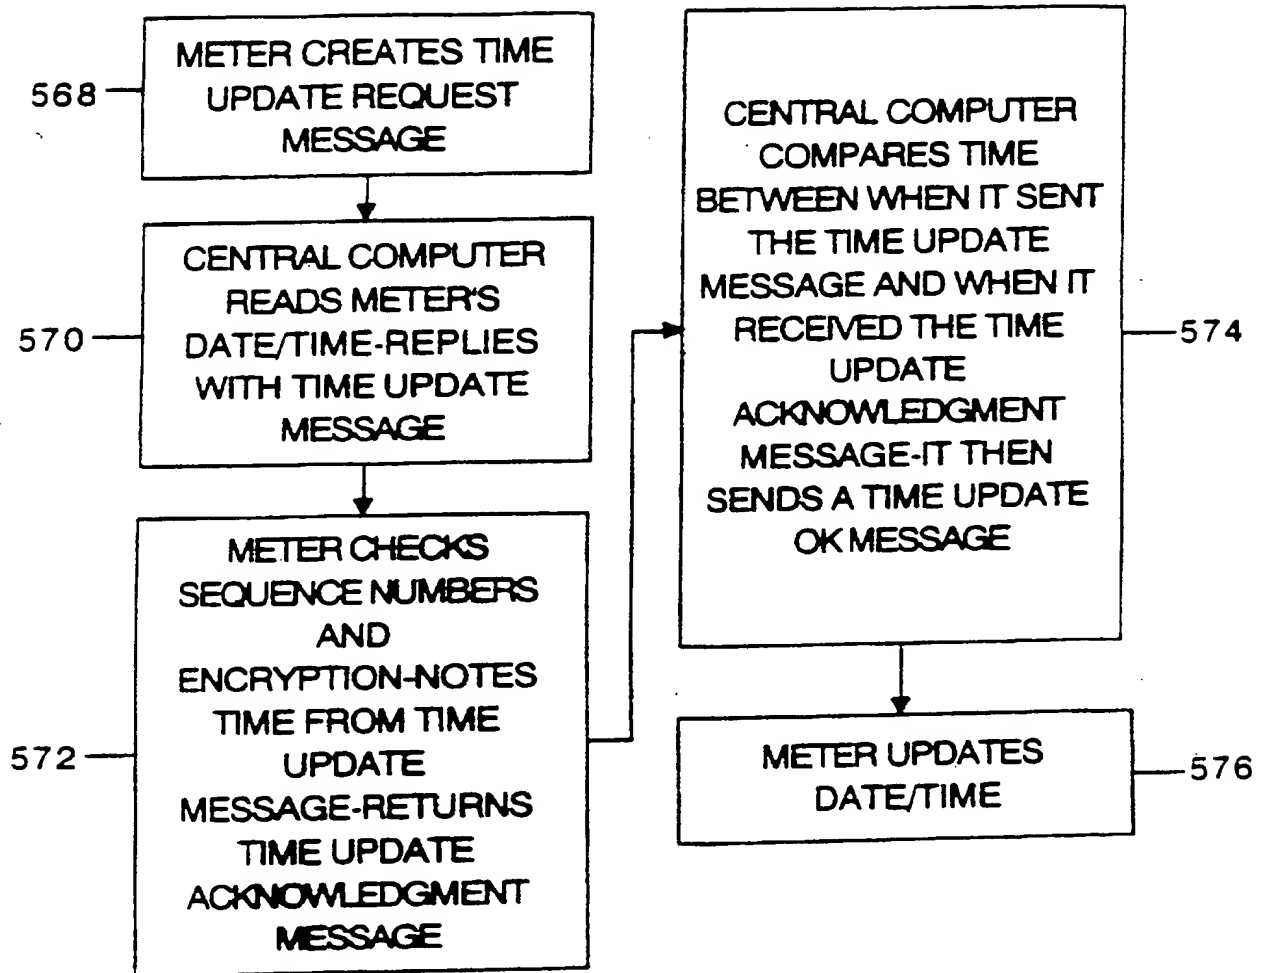 568
METER CREATES TIME
UPDATE REQUEST
MESSAGE
570
CENTRAL COMPUTER
READS METER'S
DATE/TIME-REPLIES
WITH TIME UPDATE
MESSAGE
572
METER CHECKS
SEQUENCE NUMBERS
AND
ENCRYPTION-NOTES
TIME FROM TIME
UPDATE
MESSAGE-RETURNS
TIME UPDATE
ACKNOWLEDGMENT
MESSAGE
CENTRAL COMPUTER
COMPARES TIME
BETWEEN WHEN IT SENT
THE TIME UPDATE
MESSAGE AND WHEN IT
RECEIVED THE TIME
UPDATE
ACKNOWLEDGMENT
MESSAGE-IT THEN
SENDS A TIME UPDATE
OK MESSAGE
574
METER UPDATES
DATE/TIME
576